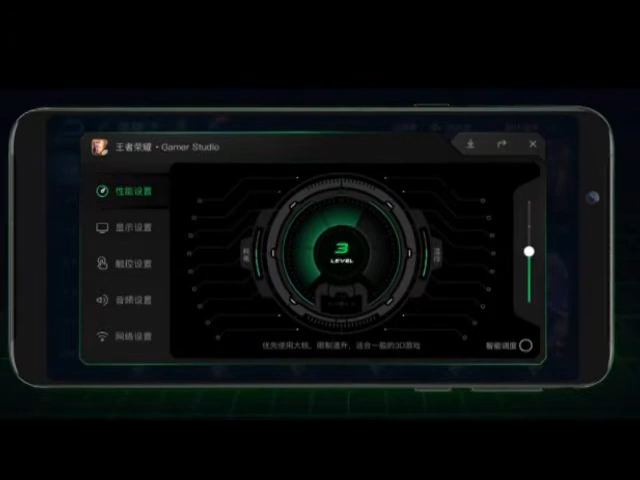 王者荣耀 · Gamer Studio
性能设置
显示设置
触控设置
音频设置
网络设置
3
LEVEL
优先使用大核，限制温升，适合一般的3D游戏
智能调度